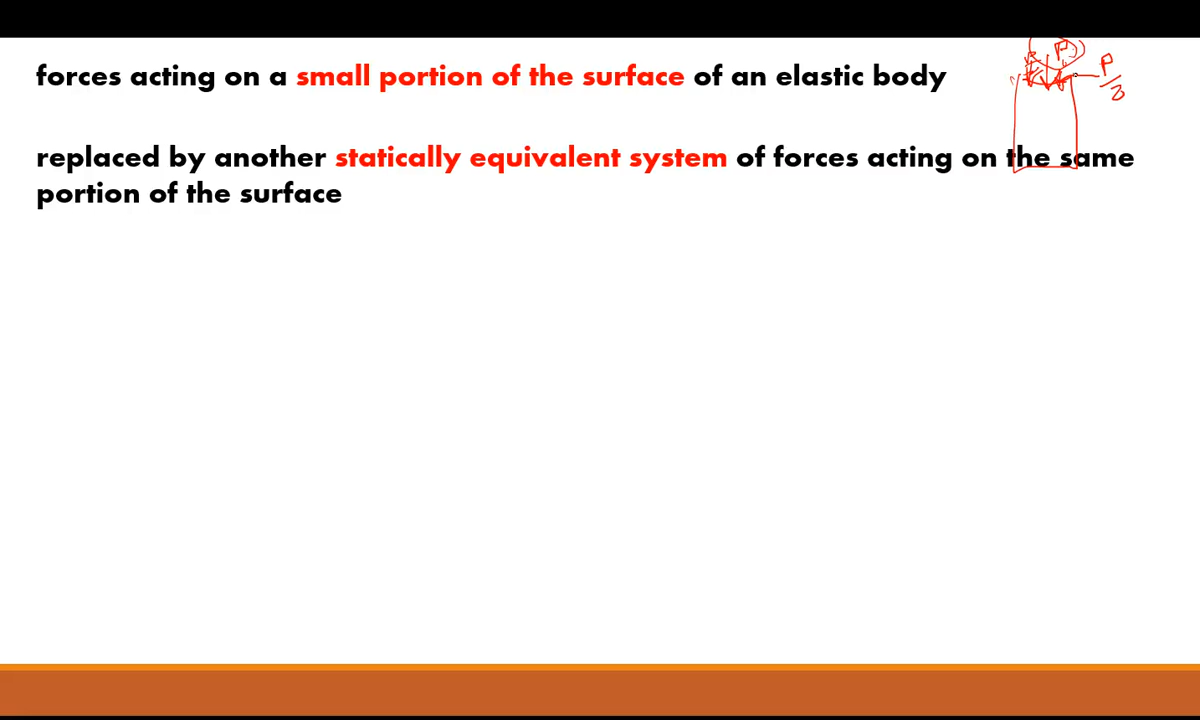 forces acting on a small portion of the surface of an elastic body
P
P
replaced by another statically equivalent system of forces acting on the same
portion of the surface